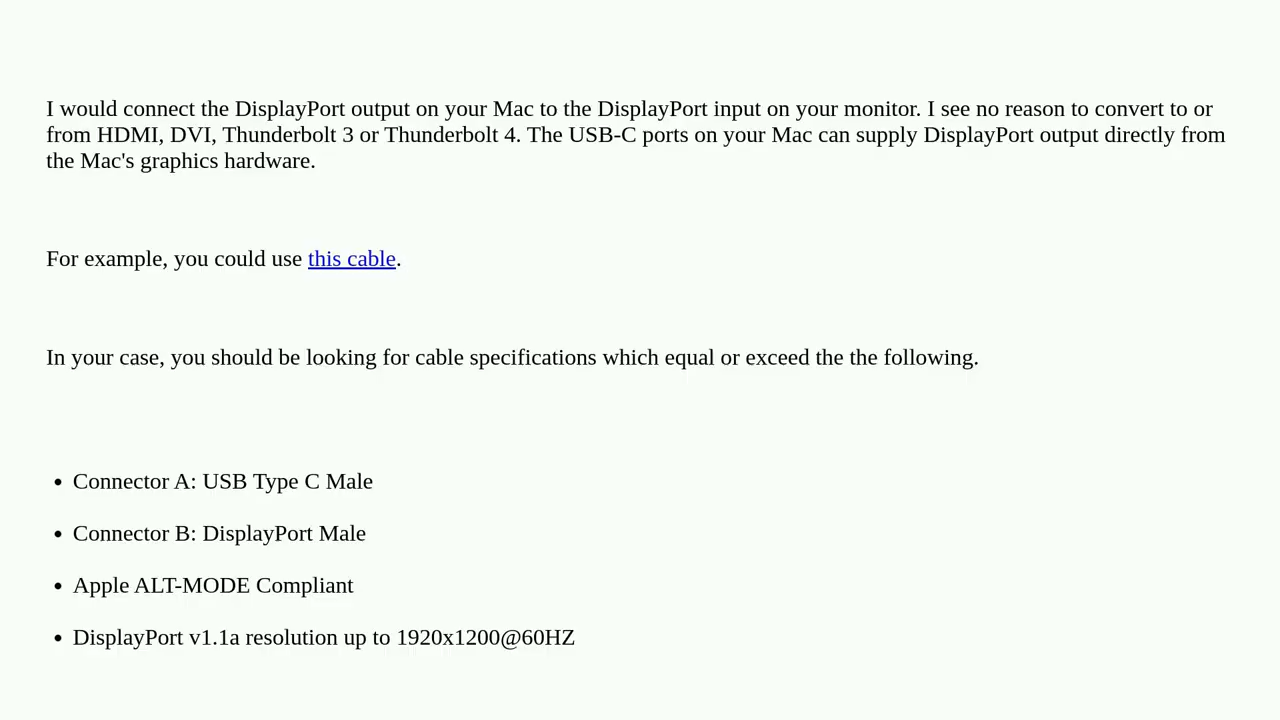 I would connect the DisplayPort output on your Mac to the DisplayPort input on your monitor. I see no reason to convert to or
from HDMI, DVI, Thunderbolt 3 or Thunderbolt 4. The USB-C ports on your Mac can supply DisplayPort output directly from
the Mac's graphics hardware.
For example, you could use this cable.
In your case, you should be looking for cable specifications which equal or exceed the the following.
• Connector A: USB Type C Male
• Connector B: DisplayPort Male
• Apple ALT-MODE Compliant
• DisplayPort v1.1a resolution up to 1920x1200@60HZ